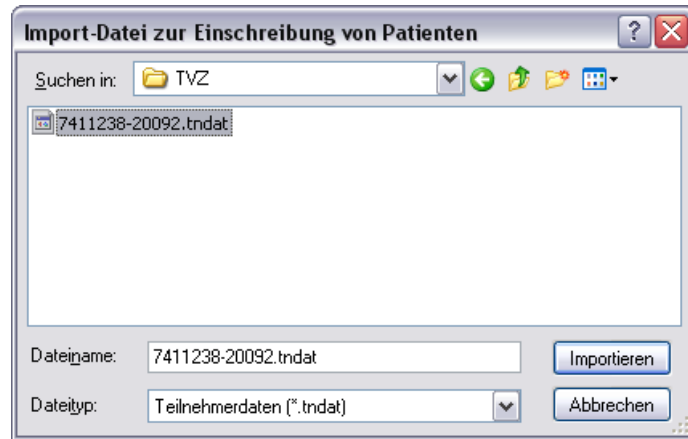 Import-Datei zur Einschreibung von Patienten
Suchen in: TVZ
7411238-20092.tndat
Dateiname: 7411238-20092.tndat Importieren
Dateityp: Teilnehmerdaten (*.tndat) Abbrechen